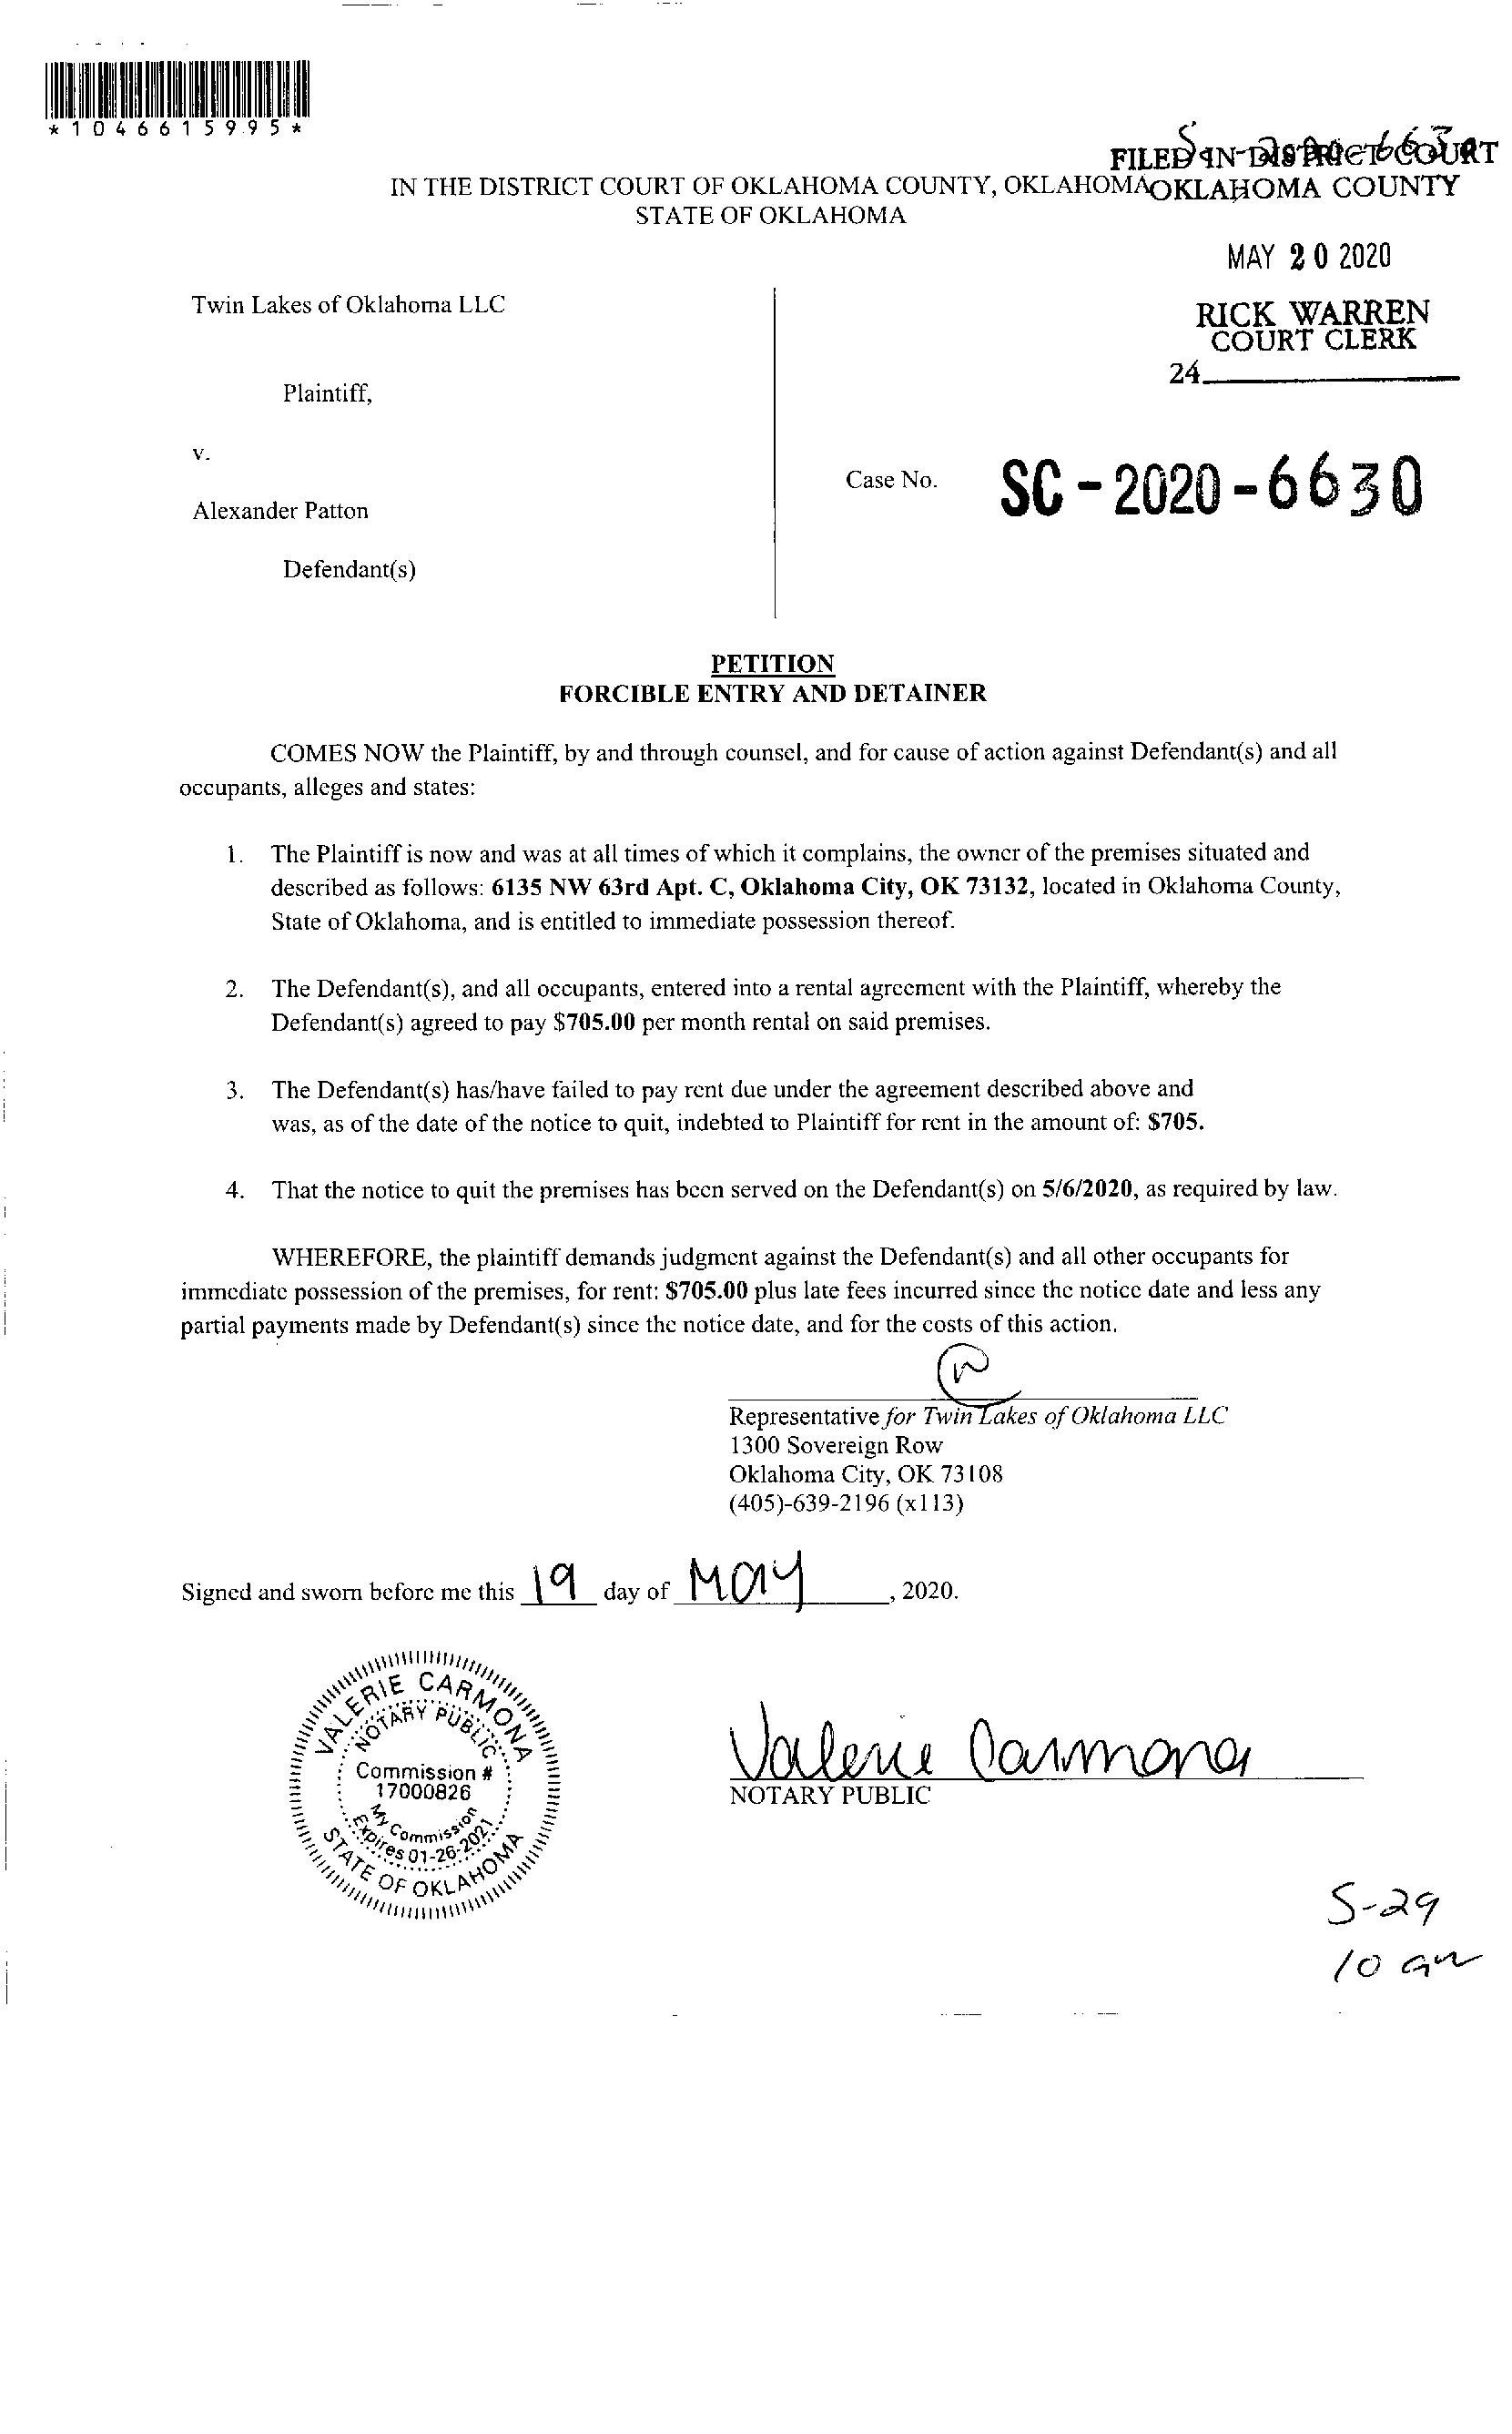 *1046615995*
FILED IN DISTRICT COURT
OKLAHOMA COUNTY
IN THE DISTRICT COURT OF OKLAHOMA COUNTY, OKLAHOMA
STATE OF OKLAHOMA
MAY 20 2020
RICK WARREN
COURT CLERK
24
Twin Lakes of Oklahoma LLC
Plaintiff,
v.
Case No. SC-2020-6630
Alexander Patton
Defendant(s)
PETITION
FORCIBLE ENTRY AND DETAINER
COMES NOW the Plaintiff, by and through counsel, and for cause of action against Defendant(s) and all
occupants, alleges and states:
1. The Plaintiff is now and was at all times of which it complains, the owner of the premises situated and
described as follows: 6135 NW 63rd Apt. C, Oklahoma City, OK 73132, located in Oklahoma County,
State of Oklahoma, and is entitled to immediate possession thereof.
2. The Defendant(s), and all occupants, entered into a rental agreement with the Plaintiff, whereby the
Defendant(s) agreed to pay $705.00 per month rental on said premises.
3. The Defendant(s) has/have failed to pay rent due under the agreement described above and
was, as of the date of the notice to quit, indebted to Plaintiff for rent in the amount of: $705.
4. That the notice to quit the premises has been served on the Defendant(s) on 5/6/2020, as required by law.
WHEREFORE, the plaintiff demands judgment against the Defendant(s) and all other occupants for
immediate possession of the premises, for rent: $705.00 plus late fees incurred since the notice date and less any
partial payments made by Defendant(s) since the notice date, and for the costs of this action.
Representative for Twin Lakes of Oklahoma LLC
1300 Sovereign Row
Oklahoma City, OK 73108
(405)-639-2196 (x113)
Signed and sworn before me this 19 day of May, 2020.
VALERIE CARMONA
NOTARY PUBLIC
Commission #
17000826
My Commission
Expires 01-26-2021
STATE OF OKLAHOMA
Valerie Carmona
NOTARY PUBLIC
5-29
10 am